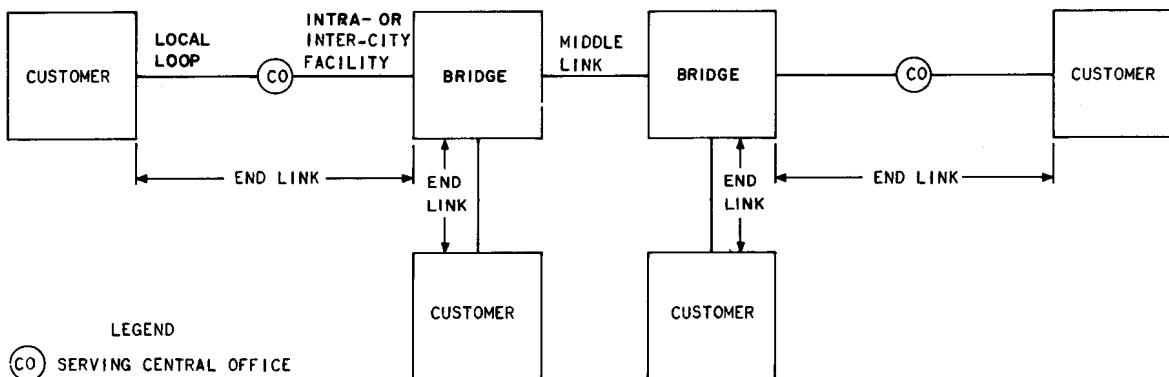 CUSTOMER
LOCAL
LOOP
CO
INTRA- OR
INTER-CITY
FACILITY
BRIDGE
MIDDLE
LINK
BRIDGE
CO
CUSTOMER
END LINK
END
LINK
END
LINK
END LINK
CUSTOMER
CUSTOMER
LEGEND
CO SERVING CENTRAL OFFICE